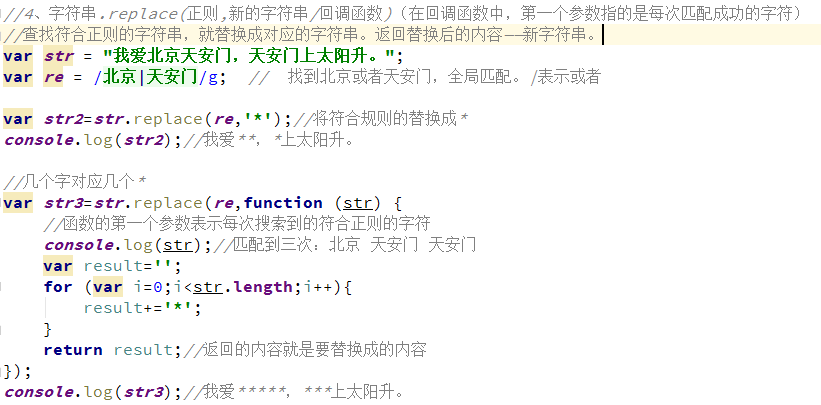 //4、字符串.replace(正则,新的字符串/回调函数)（在回调函数中，第一个参数指的是每次匹配成功的字符）
//查找符合正则的字符串，就替换成对应的字符串。返回替换后的内容——新字符串。
var str = "我爱北京天安门，天安门上太阳升。";
var re = /北京|天安门/g;  //  找到北京或者天安门，全局匹配。/表示或者
var str2=str.replace(re,'*');//将符合规则的替换成*
console.log(str2);//我爱**，*上太阳升。
//几个字对应几个*
var str3=str.replace(re,function (str) {
//函数的第一个参数表示每次搜索到的符合正则的字符
console.log(str);//匹配到三次：北京 天安门 天安门
var result='';
for (var i=0;i<str.length;i++){
result+='*';
}
return result;//返回的内容就是要替换成的内容
});
console.log(str3);//我爱*****，***上太阳升。